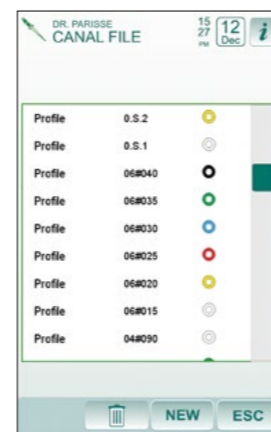 DR. PARISSE
CANAL FILE
15
27
PM
12
Dec
i
Profile 0.S.2
Profile 0.S.1
Profile 06#040
Profile 06#035
Profile 06#030
Profile 06#025
Profile 06#020
Profile 06#015
Profile 04#090
NEW
ESC